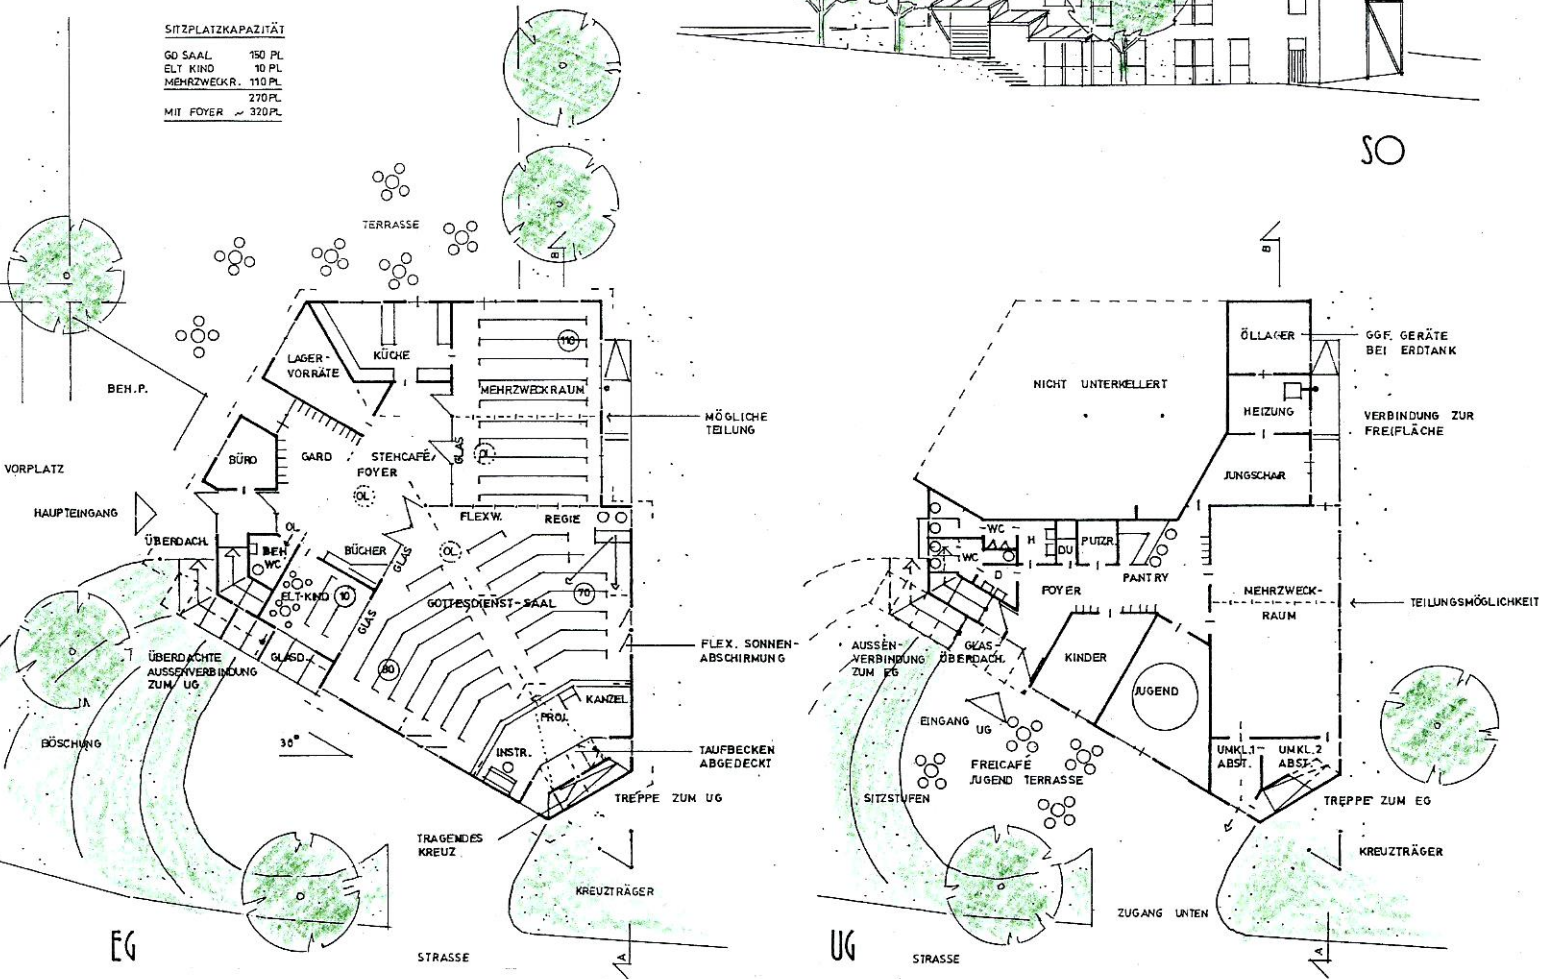 SITZPLATZKAPAZITÄT
GD SAAL 150 PL
ELT KIND 10 PL
MEHRZWECKR. 110 PL
270 PL
MIT FOYER ~ 320 PL
SO
TERRASSE
B
B
LAGER-
VORRÄTE
KÜCHE
110
MEHRZWECKRAUM
MÖGLICHE
TEILUNG
BEH. P.
BÜRO
GARD
STEHCAFÉ/
FOYER
GLAS
OL
OL
VORPLATZ
HAUPTEINGANG
ÜBERDACH.
FLEXW.
REGIE
OL
BEH
WC
BÜCHER
GLAS
OL
ELT-KIND
10
GLAS
GOTTESDIENST-SAAL
70
80
FLEX. SONNEN-
ABSCHIRMUNG
ÜBERDACHTE
AUSSENVERBINDUNG
ZUM UG
GLASD.
BÖSCHUNG
30°
KANZEL
PROJ.
INSTR.
TAUFBECKEN
ABGEDECKT
TREPPE ZUM UG
TRAGENDES
KREUZ
KREUZTRÄGER
EG
STRASSE
A
NICHT UNTERKELLERT
ÖLLAGER
GGF. GERÄTE
BEI ERDTANK
HEIZUNG
VERBINDUNG ZUR
FREIFLÄCHE
JUNGSCHAR
WC
H
DU
PUTZR.
WC
D
PANTRY
FOYER
MEHRZWECK-
RAUM
TEILUNGSMÖGLICHKEIT
AUSSEN-
VERBINDUNG
ZUM EG
GLAS
ÜBERDACH.
KINDER
JUGEND
EINGANG
UG
FREICAFÉ
JUGEND TERRASSE
SITZSTUFEN
UMKL.1
ABST.
UMKL.2
ABST.
TREPPE ZUM EG
KREUZTRÄGER
ZUGANG UNTEN
UG
STRASSE
A